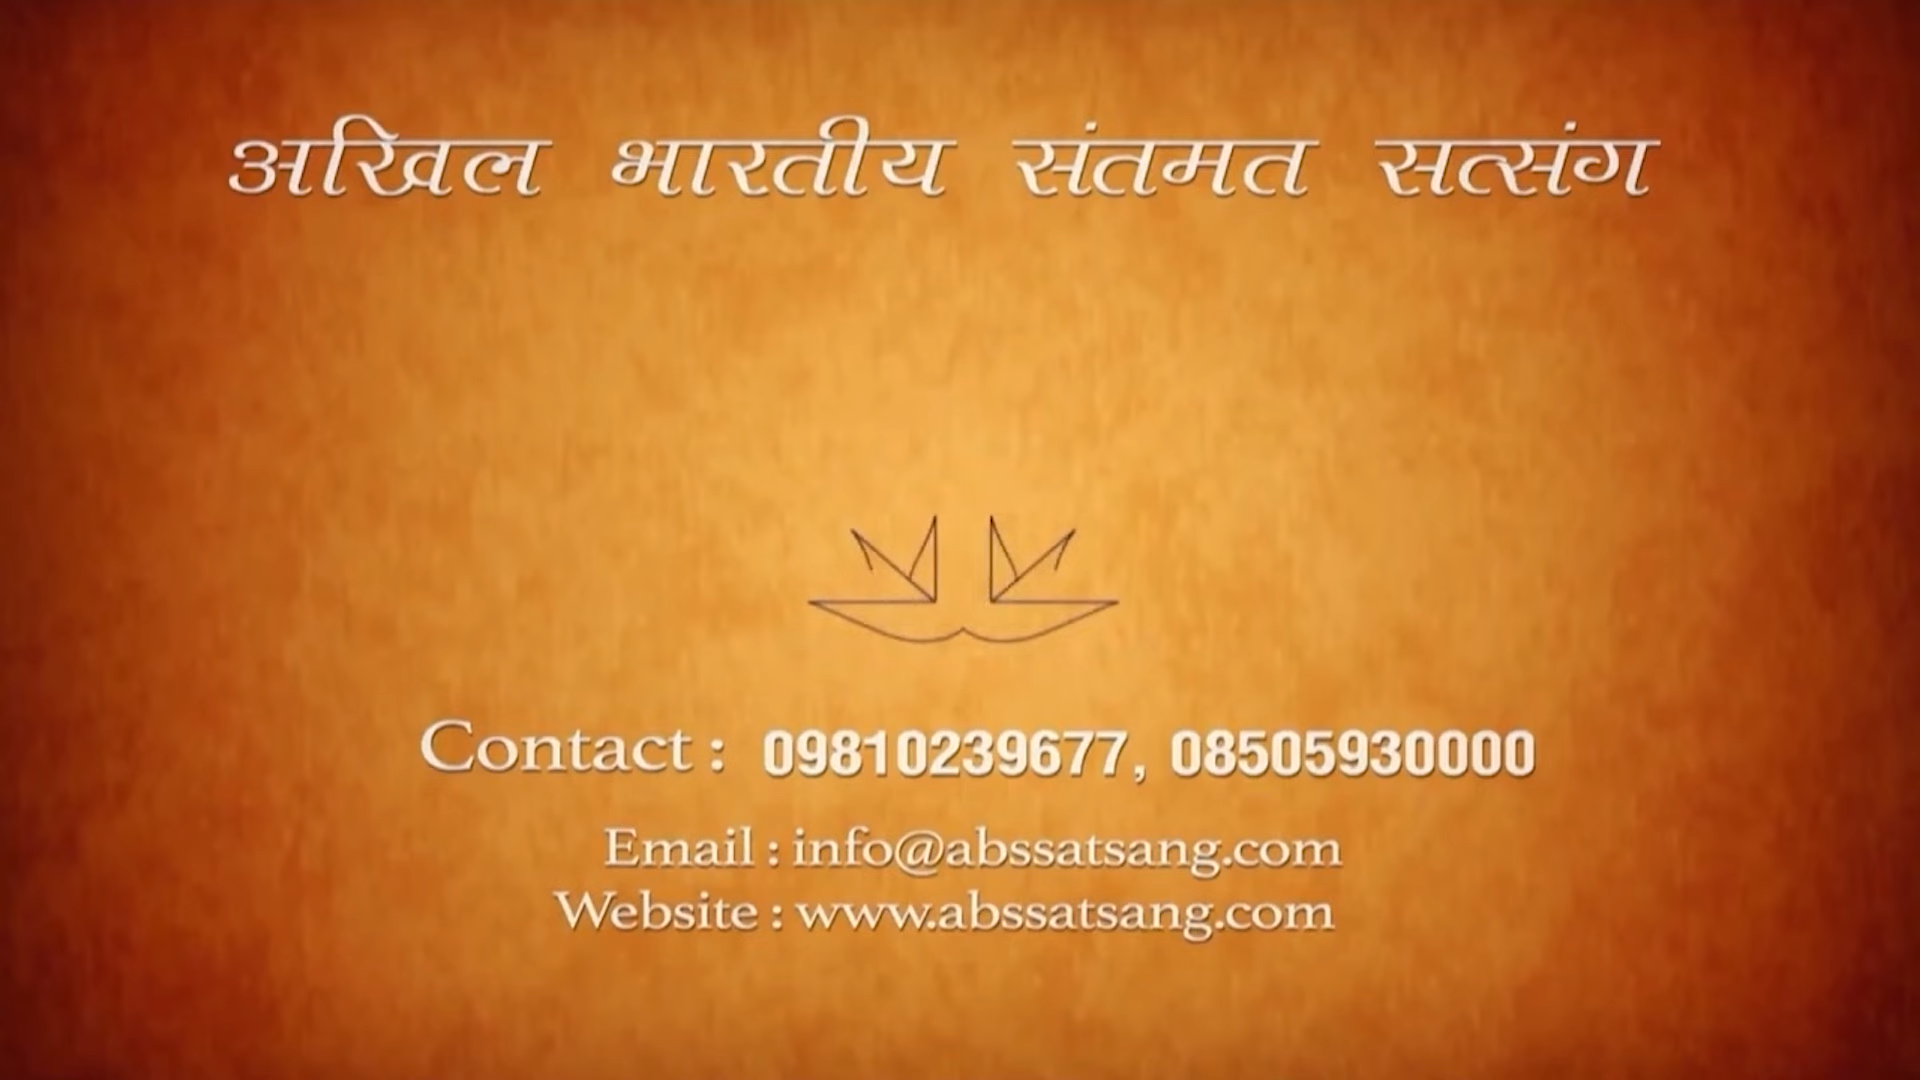 अखिल भारतीय संतमत सत्संग
Contact : 09810239677, 08505930000
Email : info@abssatsang.com
Website : www.abssatsang.com